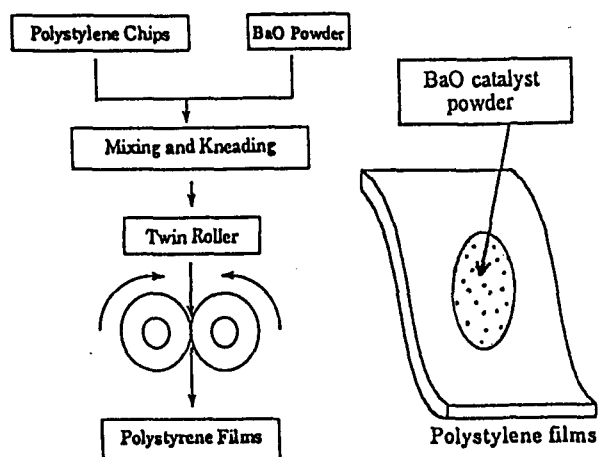 Polystylene Chips
BaO Powder
Mixing and Kneading
Twin Roller
Polystyrene Films
BaO catalyst
powder
Polystylene films